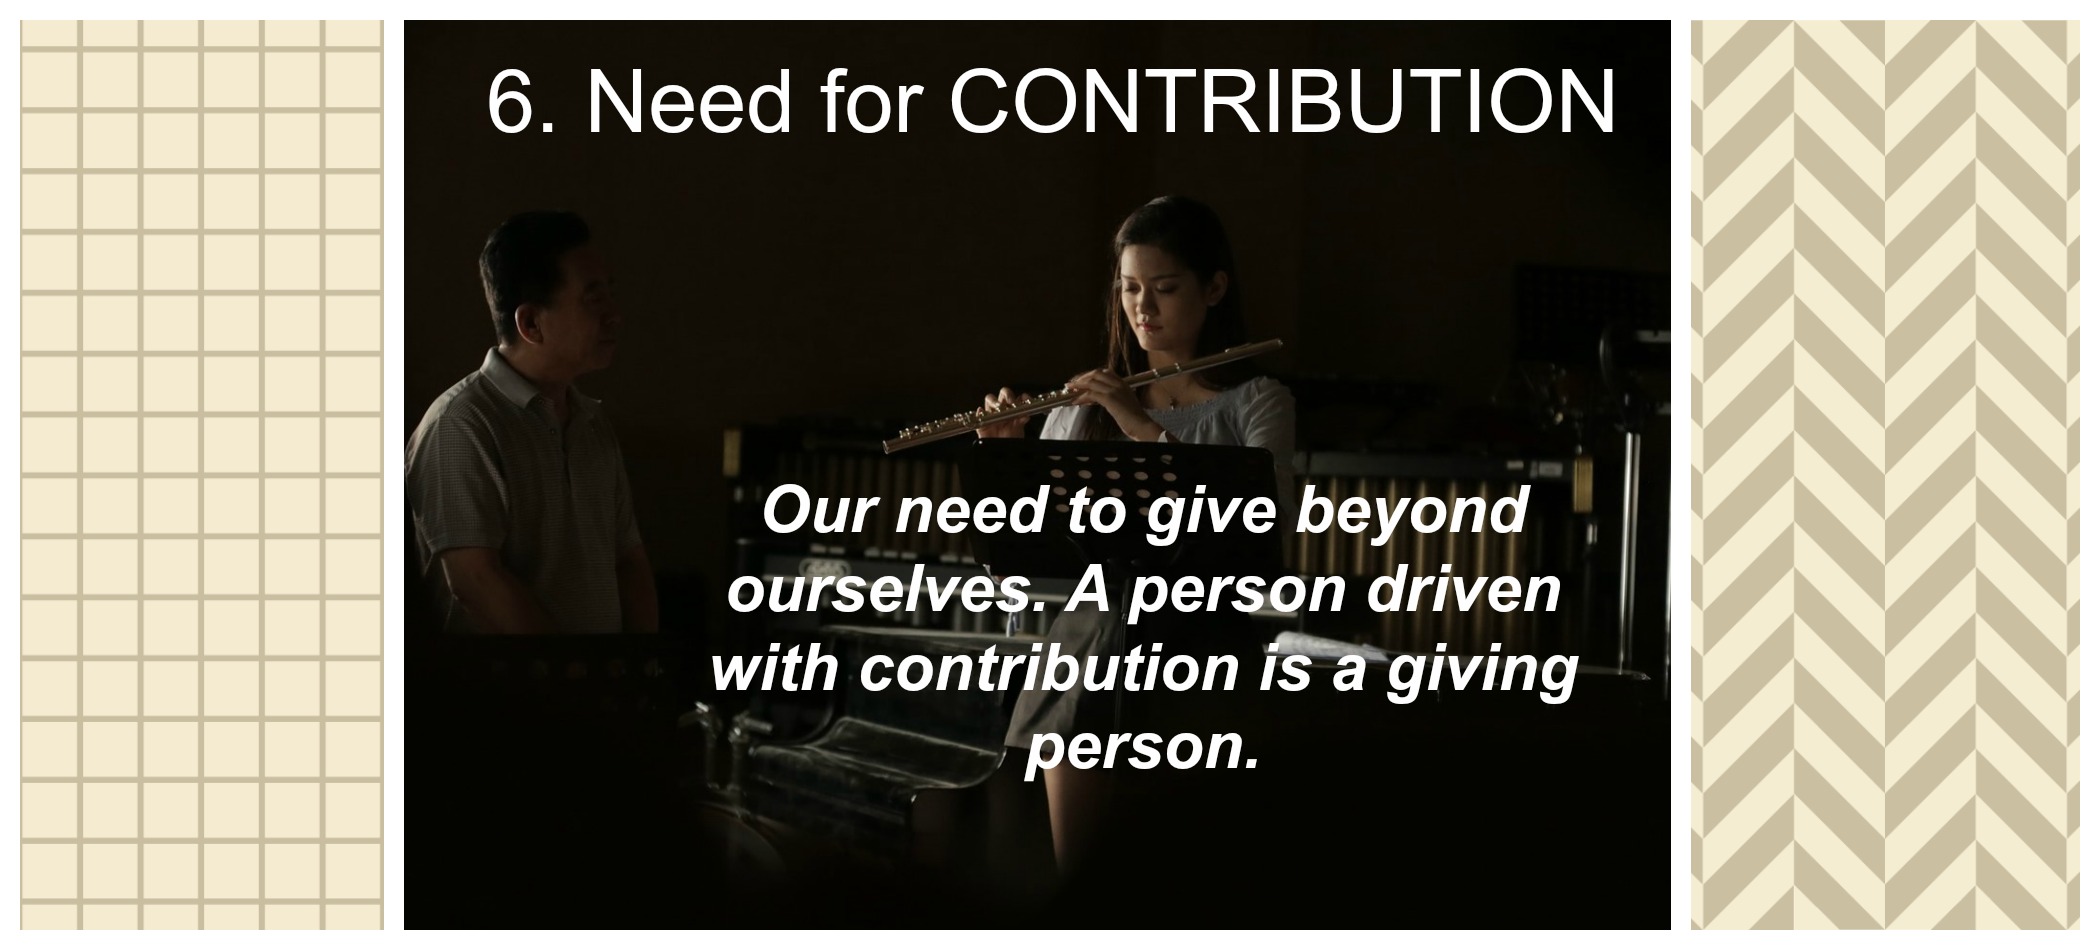 6. Need for CONTRIBUTION
Our need to give beyond
ourselves. A person driven
with contribution is a giving
person.